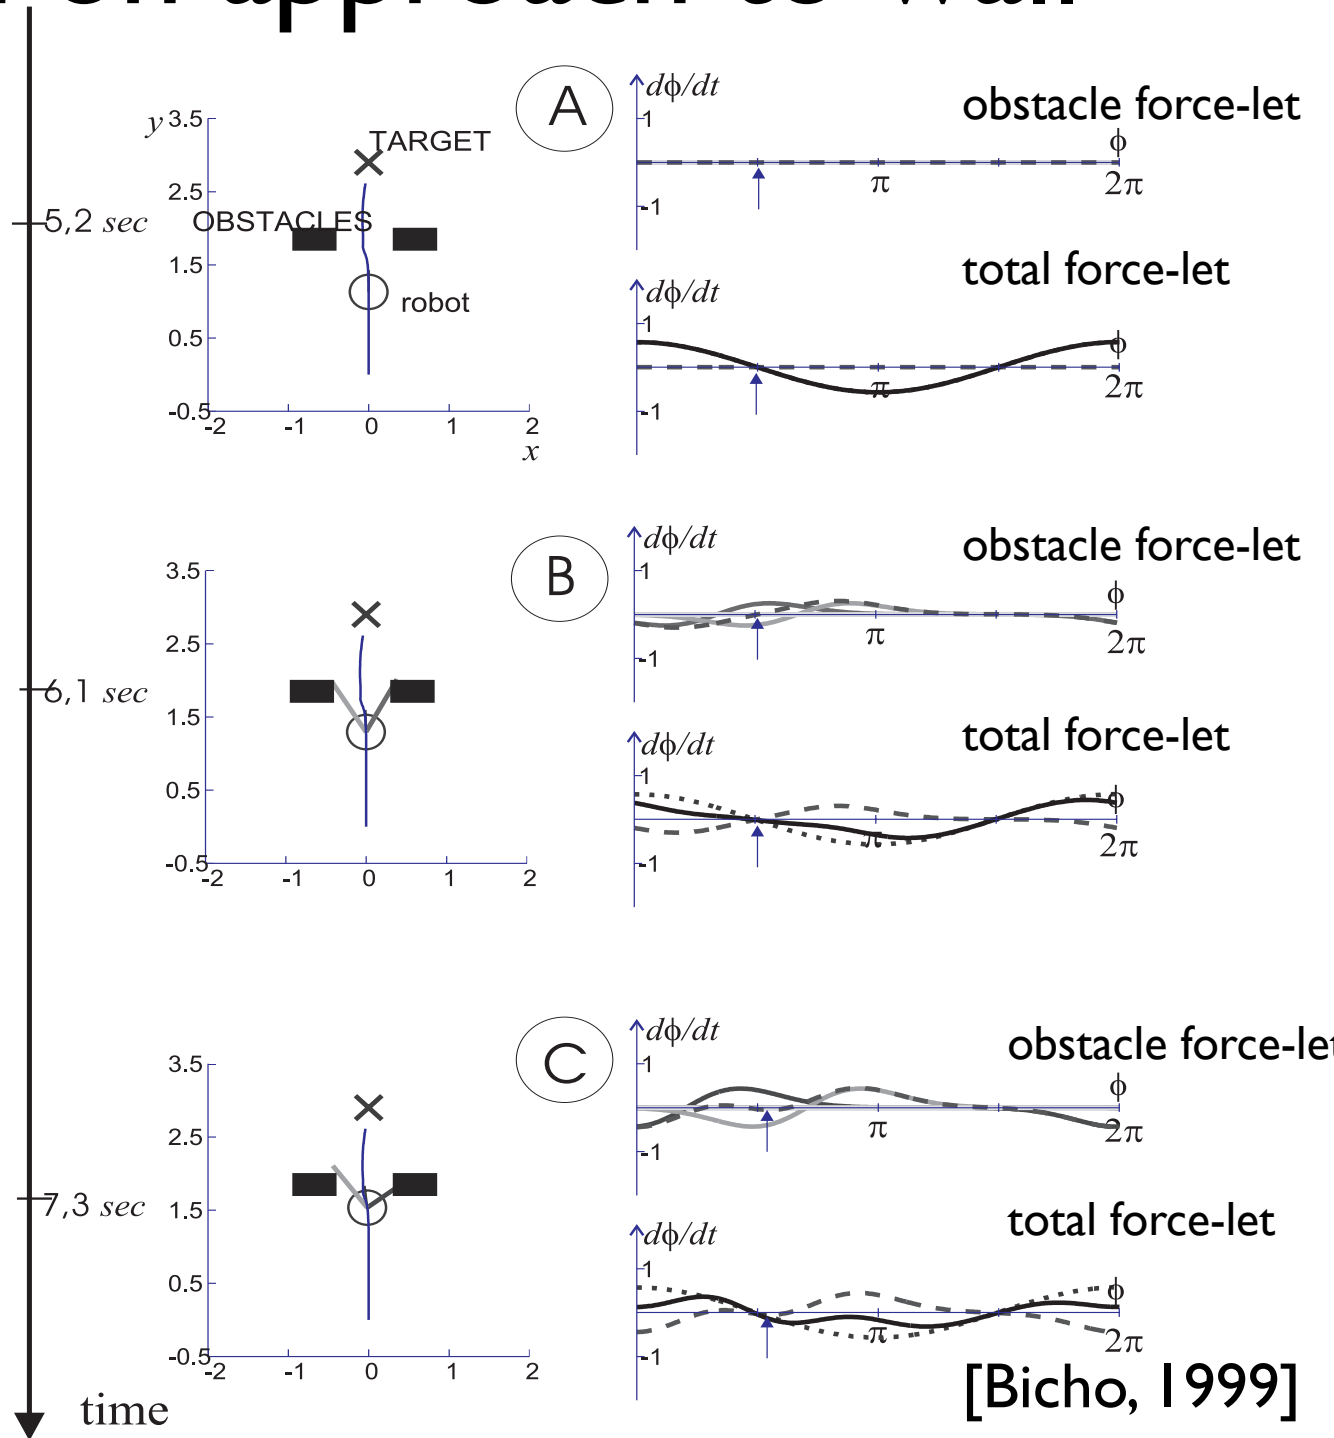 on approach to wall
A
y
3.5
TARGET
2.5
5,2 sec
OBSTACLES
1.5
robot
0.5
-0.5
-2
-1
0
1
2
x
dϕ/dt
obstacle force-let
1
ϕ
π
2π
-1
dϕ/dt
total force-let
1
ϕ
π
2π
-1
B
3.5
2.5
6,1 sec
1.5
0.5
-0.5
-2
-1
0
1
2
dϕ/dt
obstacle force-let
1
ϕ
π
2π
-1
dϕ/dt
total force-let
1
ϕ
π
2π
-1
C
3.5
2.5
7,3 sec
1.5
0.5
-0.5
-2
-1
0
1
2
dϕ/dt
obstacle force-let
1
ϕ
π
2π
-1
dϕ/dt
total force-let
1
ϕ
π
2π
-1
time
[Bicho, 1999]